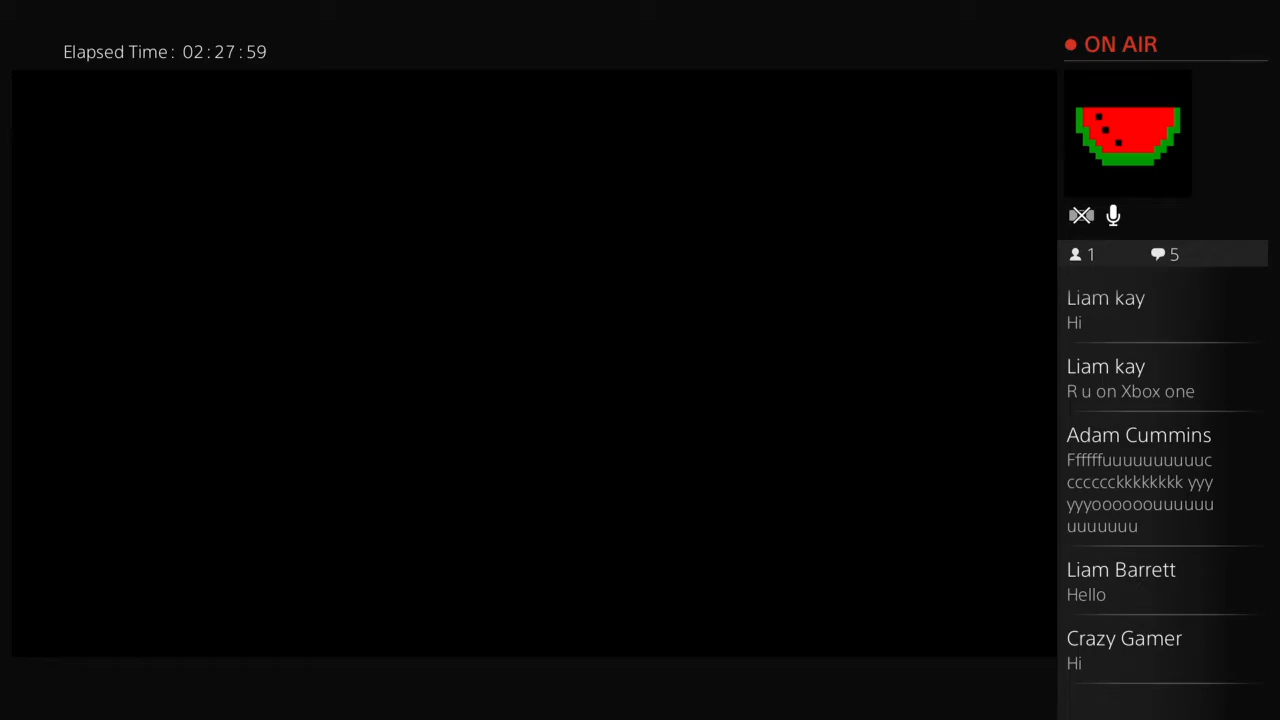 Elapsed Time: 02:27:59
ON AIR
1 5
Liam kay
Hi
Liam kay
R u on Xbox one
Adam Cummins
Ffffffuuuuuuuuuuc
cccccckkkkkkkk yyy
yyyoooooouuuuuu
uuuuuuu
Liam Barrett
Hello
Crazy Gamer
Hi